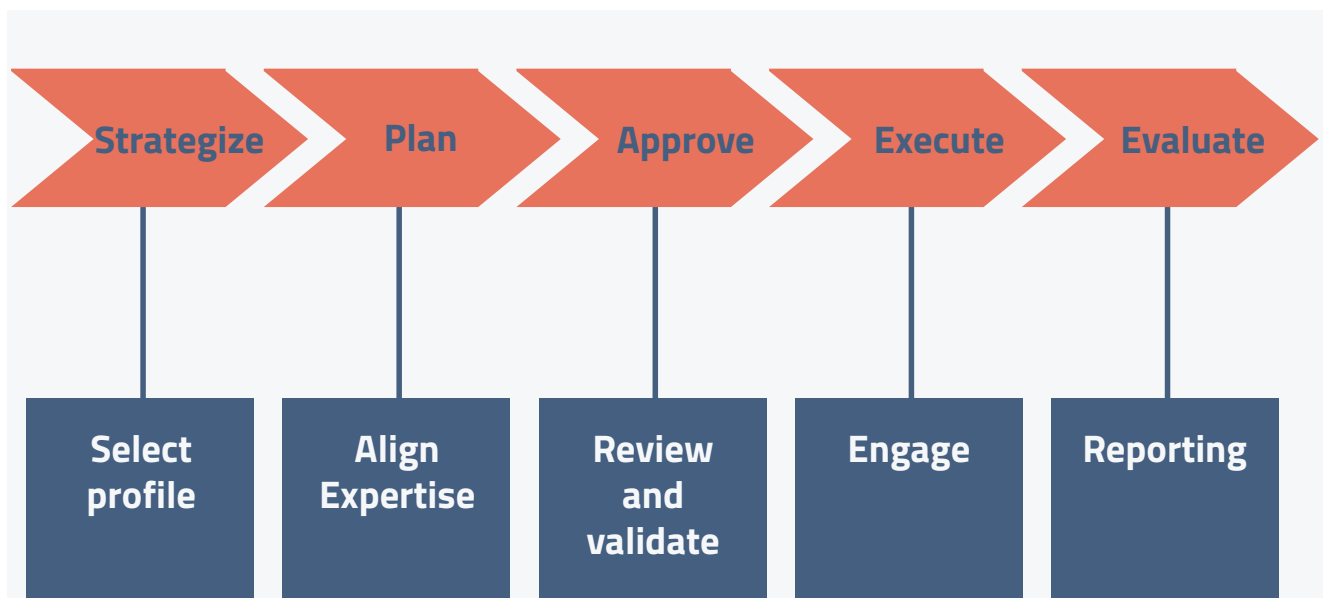 Strategize
Plan
Approve
Execute
Evaluate
Select
profile
Align
Expertise
Review
and
validate
Engage
Reporting